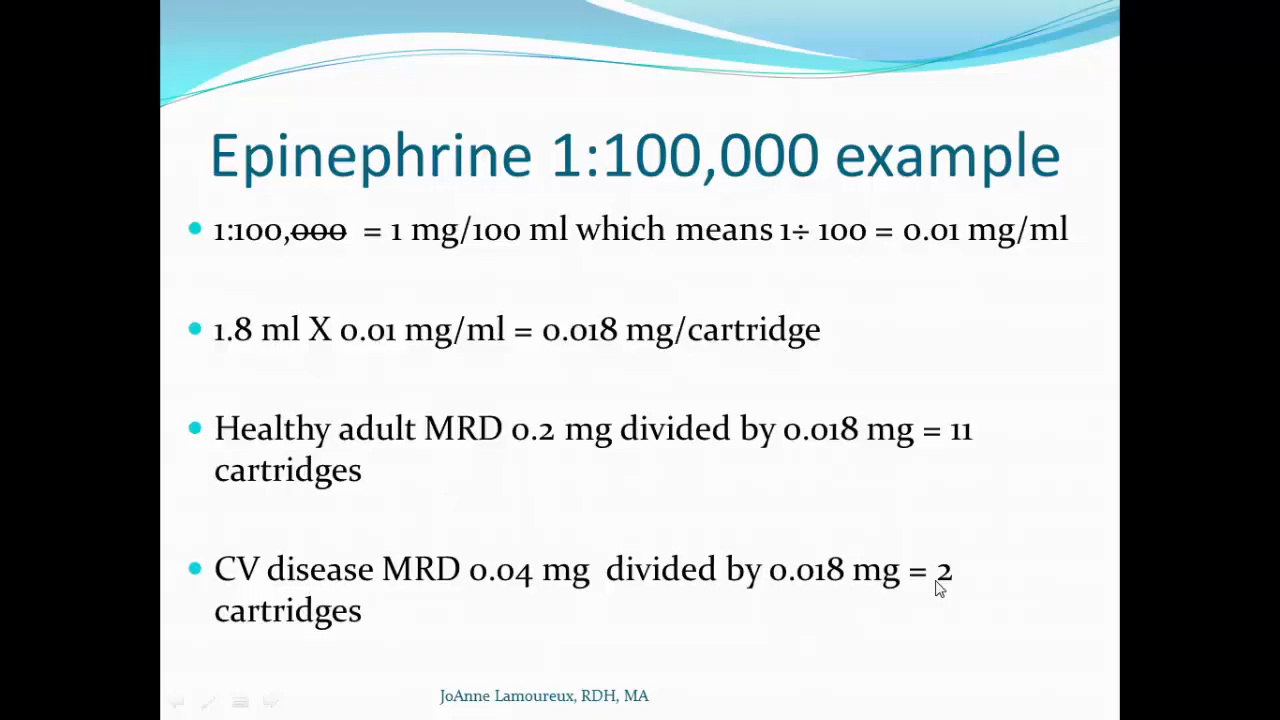 Epinephrine 1:100,000 example
• 1:100,000 = 1 mg/100 ml which means 1÷ 100 = 0.01 mg/ml
• 1.8 ml X 0.01 mg/ml = 0.018 mg/cartridge
• Healthy adult MRD 0.2 mg divided by 0.018 mg = 11
cartridges
• CV disease MRD 0.04 mg divided by 0.018 mg = 2
cartridges
JoAnne Lamoureux, RDH, MA